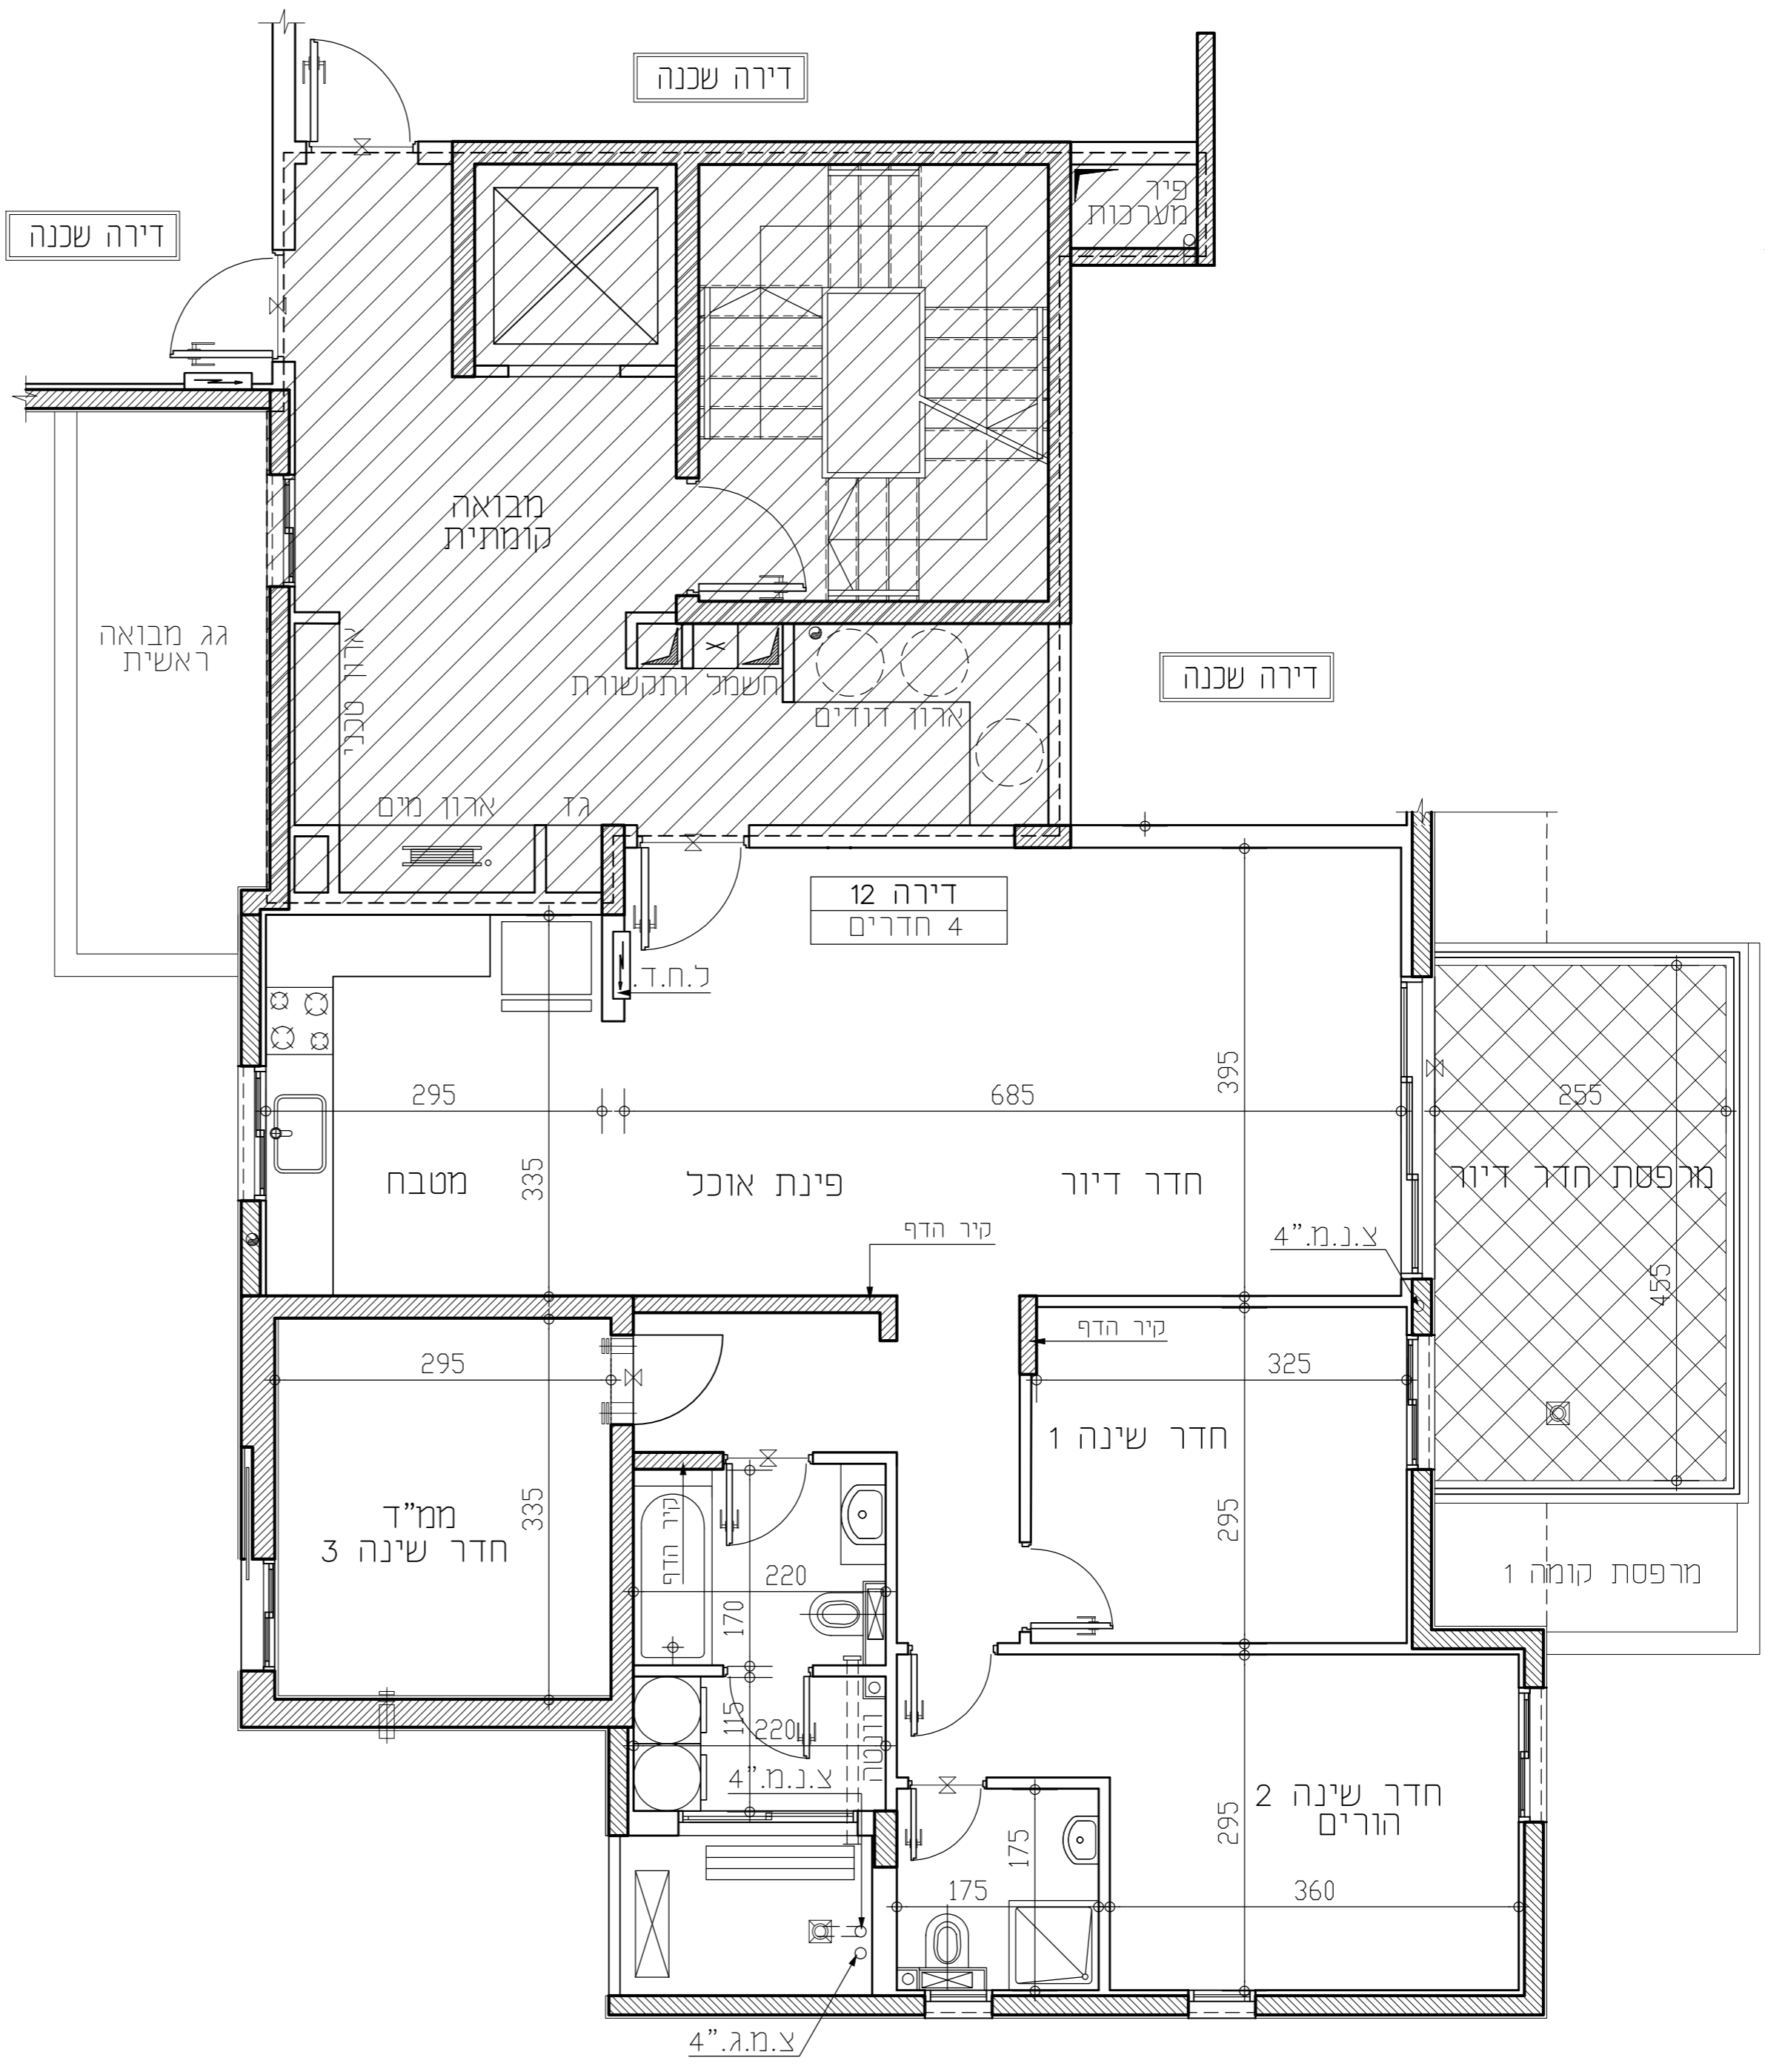 דירה שכנה
דירה שכנה
פיר
מערכות
מבואה
קומתית
גג מבואה
ראשית
ארון טכני
חשמל ותקשורת
ארון דודים
דירה שכנה
ארון מים
גז
דירה 12
4 חדרים
ל.ח.ד.
295
685
395
255
335
מטבח
פינת אוכל
חדר דיור
מרפסת חדר דיור
קיר הדף
צ.נ.מ."4
455
קיר הדף
295
325
חדר שינה 1
335
295
ממ"ד
חדר שינה 3
קיר הדף
220
170
מרפסת קומה 1
115
220
ונטה
צ.נ.מ."4
חדר שינה 2
הורים
295
175
175
360
צ.מ.ג."4